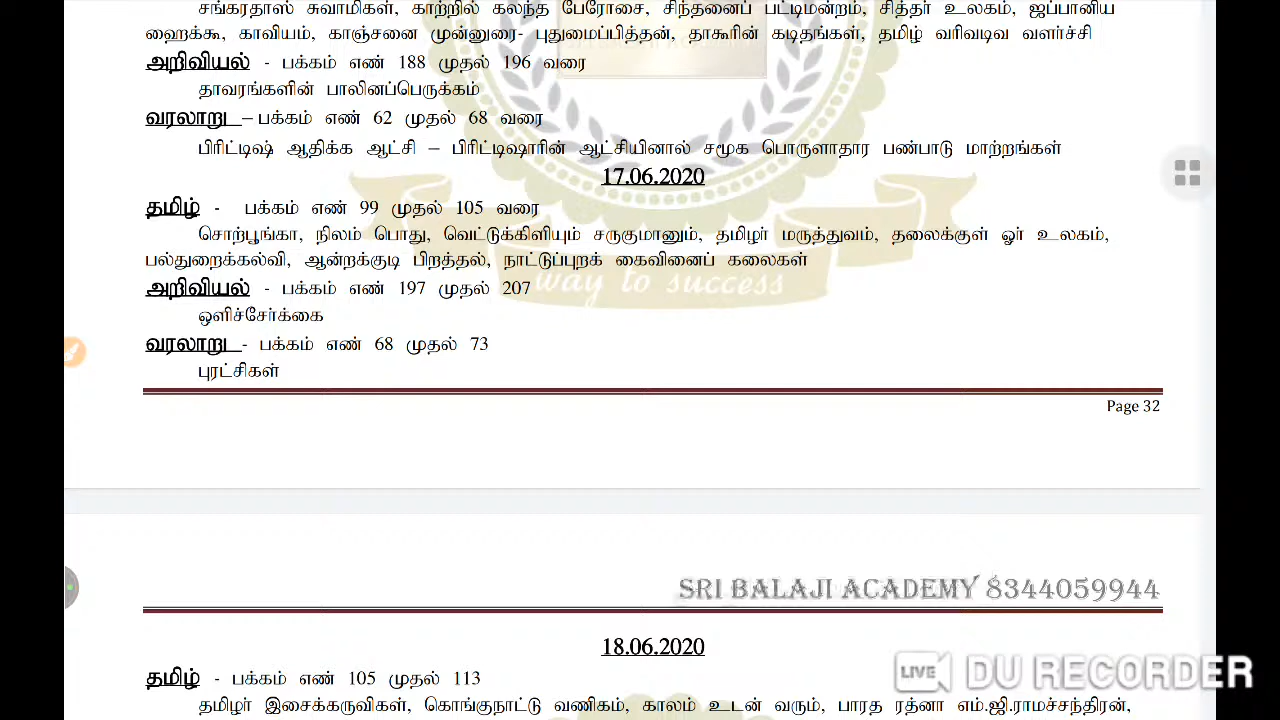 சங்கரதாஸ் சுவாமிகள், காற்றில் கலந்த பேரோசை, சிந்தனைப் பட்டிமன்றம், சித்தர் உலகம், ஜப்பானிய
ஹைக்கூ, காவியம், காஞ்சனை முன்னுரை- புதுமைப்பித்தன், தாகூரின் கடிதங்கள், தமிழ் வரிவடிவ வளர்ச்சி
அறிவியல் - பக்கம் எண் 188 முதல் 196 வரை
தாவரங்களின் பாலினப்பெருக்கம்
வரலாறு – பக்கம் எண் 62 முதல் 68 வரை
பிரிட்டிஷ் ஆதிக்க ஆட்சி – பிரிட்டிஷாரின் ஆட்சியினால் சமூக பொருளாதார பண்பாடு மாற்றங்கள்
17.06.2020
தமிழ் - பக்கம் எண் 99 முதல் 105 வரை
சொற்பூங்கா, நிலம் பொது, வெட்டுக்கிளியும் சருகுமானும், தமிழர் மருத்துவம், தலைக்குள் ஓர் உலகம்,
பல்துறைக்கல்வி, ஆன்றக்குடி பிறத்தல், நாட்டுப்புறக் கைவினைப் கலைகள்
way to success
அறிவியல் - பக்கம் எண் 197 முதல் 207
ஒளிச்சேர்க்கை
வரலாறு - பக்கம் எண் 68 முதல் 73
புரட்சிகள்
Page 32
SRI BALAJI ACADEMY 8344059944
18.06.2020
தமிழ் - பக்கம் எண் 105 முதல் 113
தமிழர் இசைக்கருவிகள், கொங்குநாட்டு வணிகம், காலம் உடன் வரும், பாரத ரத்னா எம்.ஜி.ராமச்சந்திரன்,
LIVE DU RECORDER